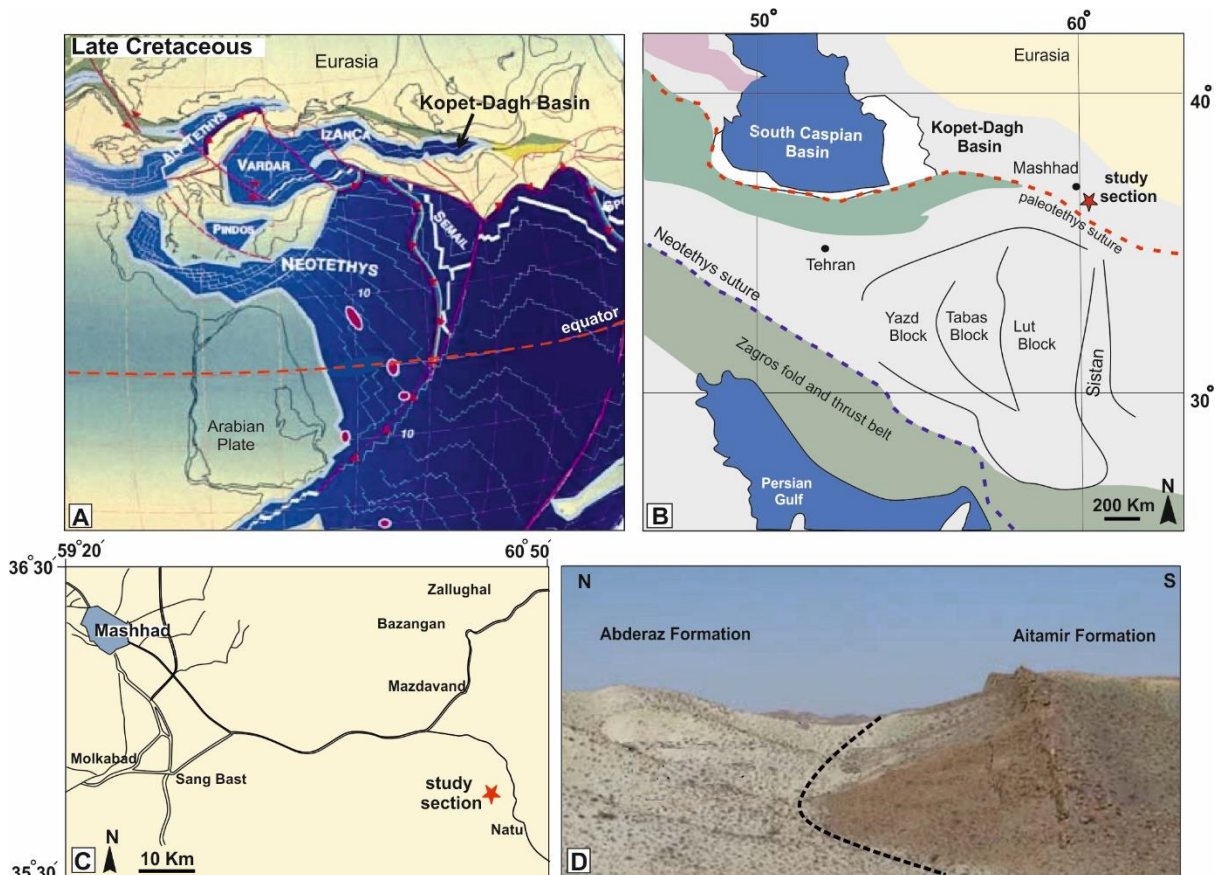 Late Cretaceous
Eurasia
Kopet-Dagh Basin
ALP-TETHYS
IZANCA
VARDAR
PINDOS
SEMAIL
SPO
NEOTETHYS
10
equator
Arabian
Plate
10
A
50°
60°
Eurasia
40°
South Caspian
Basin
Kopet-Dagh
Basin
Mashhad
study
section
paleotethys suture
Tehran
Neotethys suture
Yazd
Block
Tabas
Block
Lut
Block
Sistan
30°
Zagros fold and thrust belt
Persian
Gulf
N
200 Km
B
59°20′
60°50′
36°30′
Zallughal
Mashhad
Bazangan
Mazdavand
Molkabad
Sang Bast
study
section
Natu
N
10 Km
C
35°30′
N
S
Abderaz Formation
Aitamir Formation
D